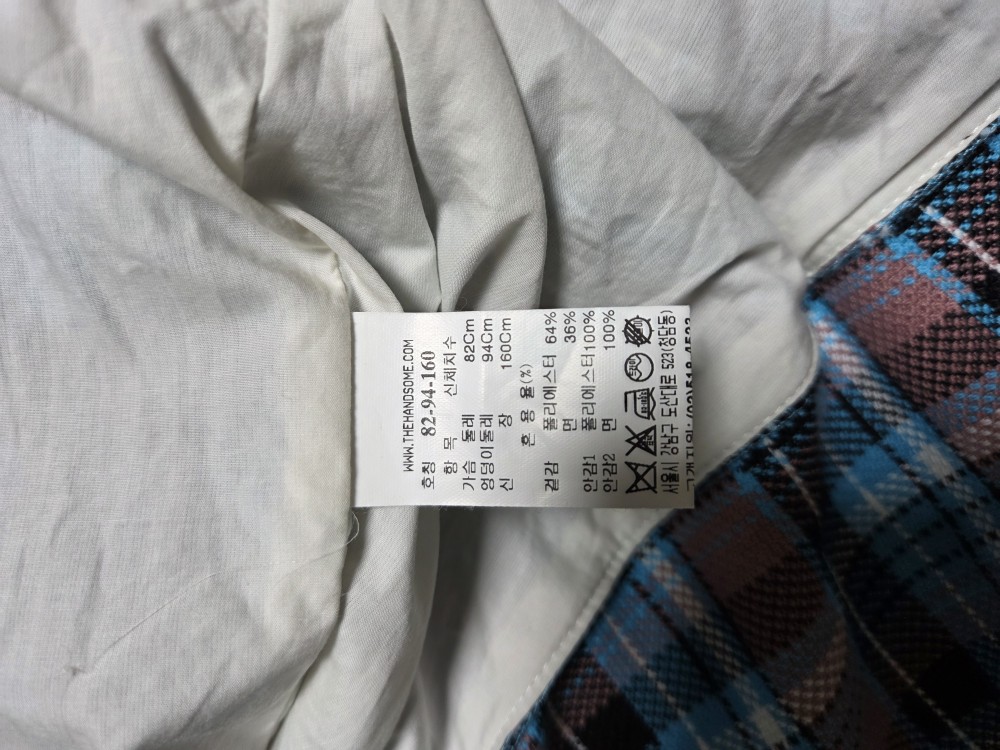 WWW.THEHANDSOME.COM
호칭 82-94-160
항 목 신체치수
가슴 둘레 82Cm
엉덩이둘레 94Cm
신 장 160Cm
혼 용 율(%)
겉감 폴리에스터 64%
면 36%
안감1 폴리에스터100%
안감2 면 100%
서울시 강남구 도산대로 523(청담동)